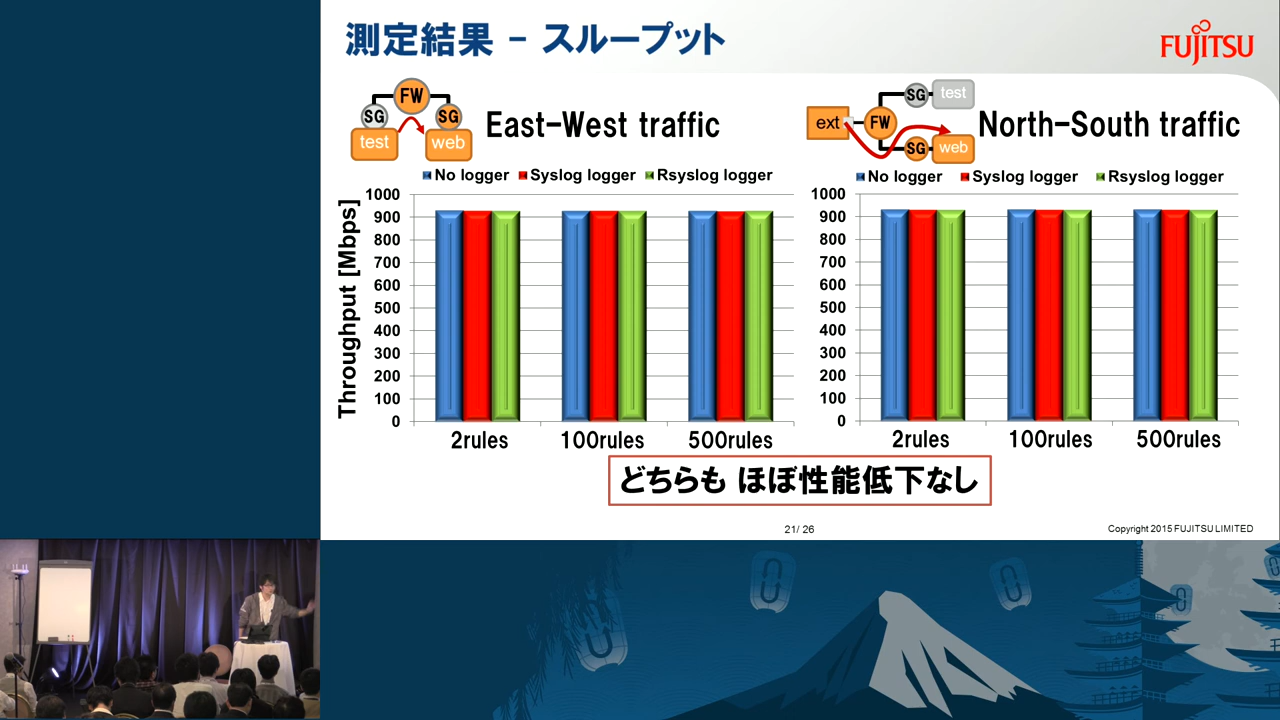 測定結果 - スループット
FUJITSU
FW
SG
SG
test
web
East-West traffic
ext
FW
SG
test
SG
web
North-South traffic
No logger Syslog logger Rsyslog logger
No logger Syslog logger Rsyslog logger
Throughput [Mbps]
1000
900
800
700
600
500
400
300
200
100
0
2rules 100rules 500rules
1000
900
800
700
600
500
400
300
200
100
0
2rules 100rules 500rules
どちらも ほぼ性能低下なし
21/ 26
Copyright 2015 FUJITSU LIMITED